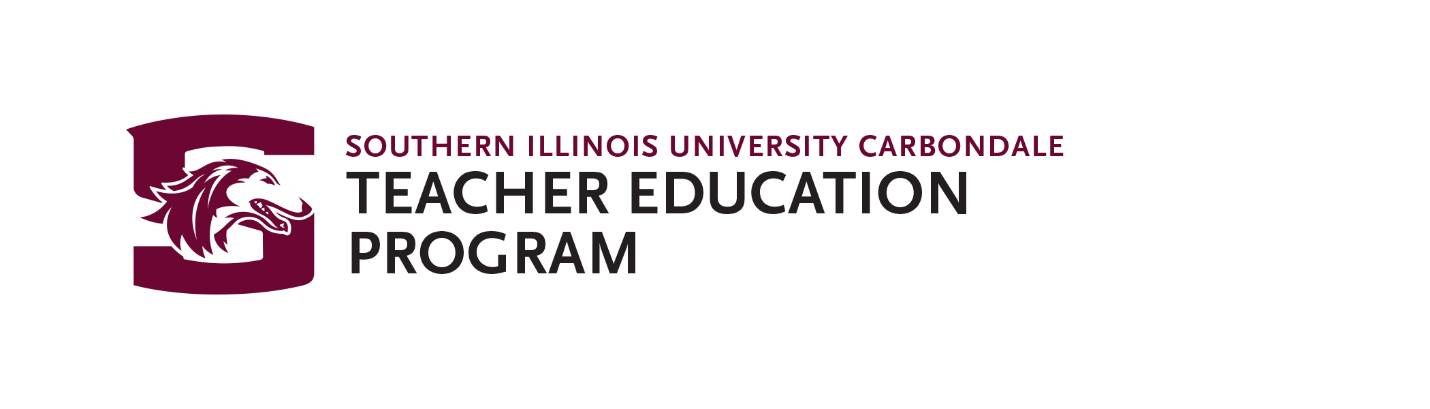 SOUTHERN ILLINOIS UNIVERSITY CARBONDALE
TEACHER EDUCATION
PROGRAM